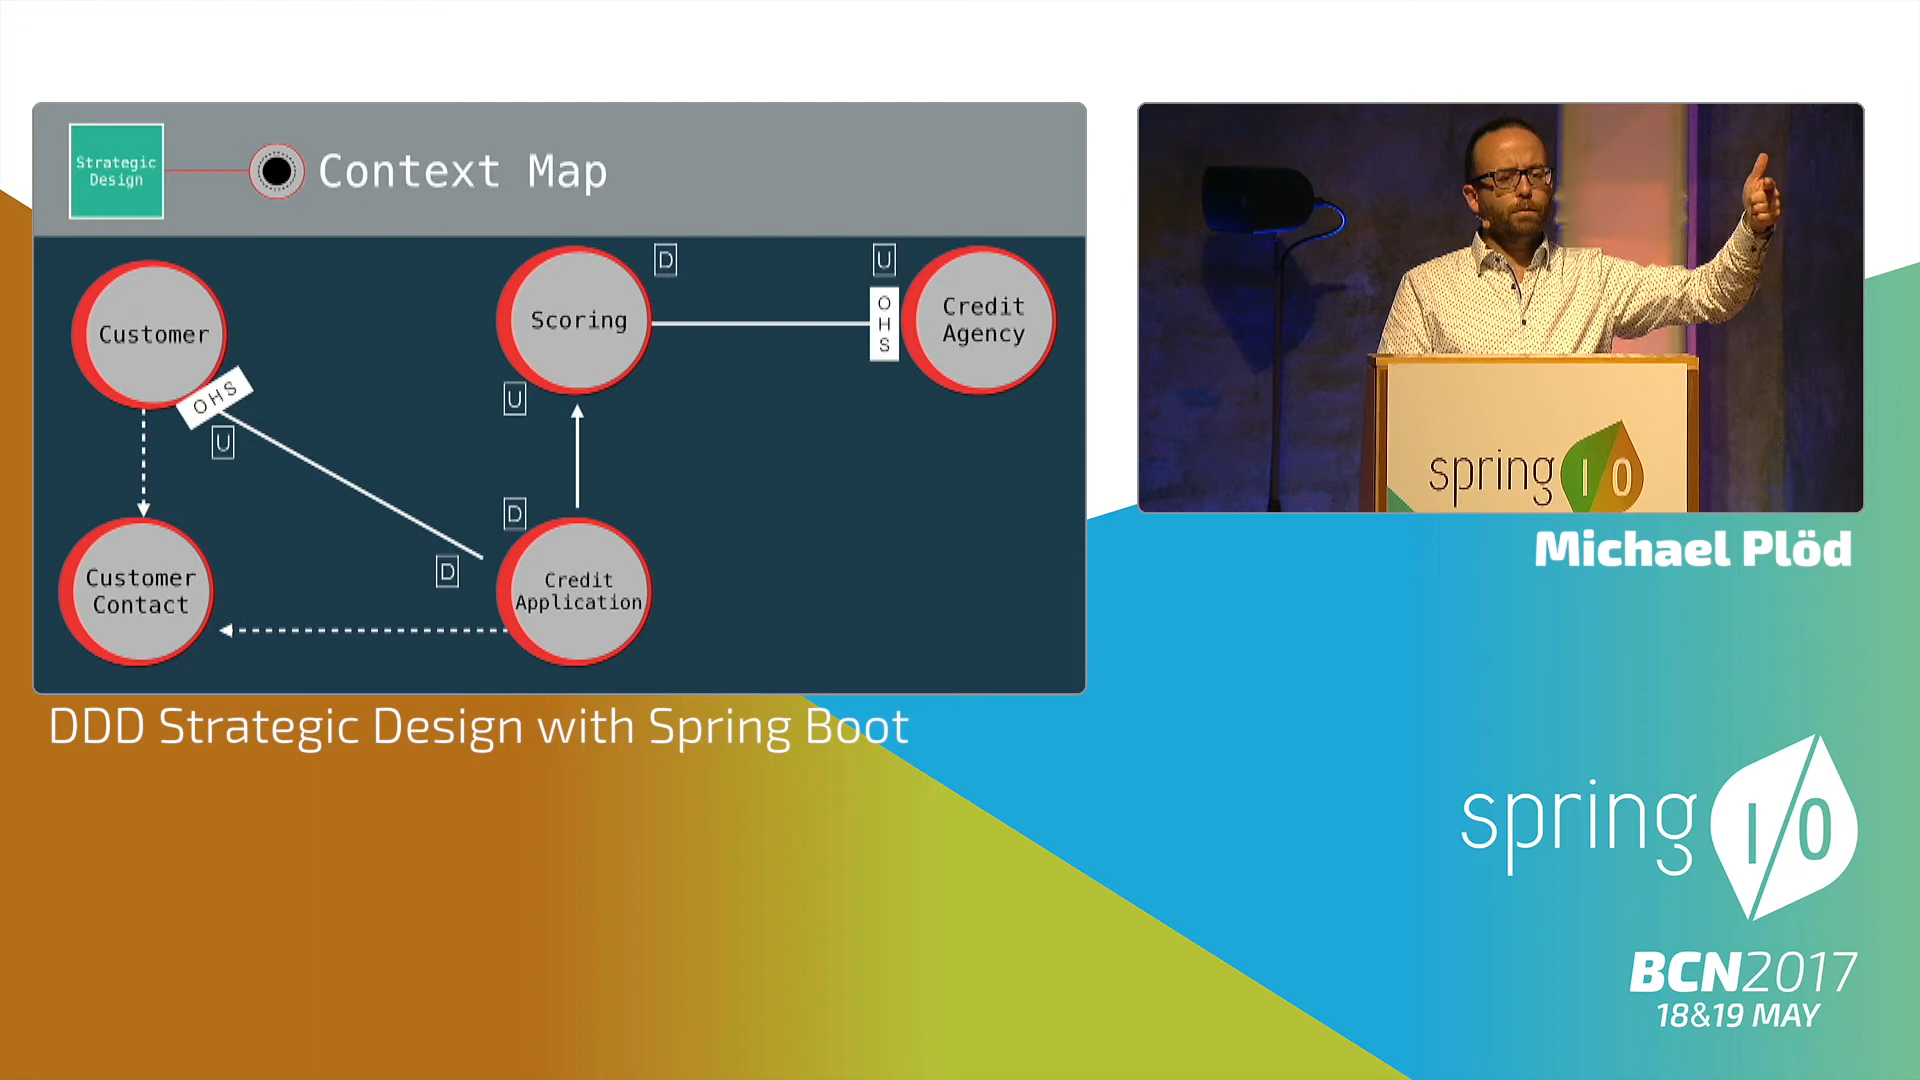 Strategic
Design
Context Map
Customer
OHS
U
Scoring
D
U
O
H
S
Credit
Agency
U
D
D
Customer
Contact
Credit
Application
spring I/O
Michael Plöd
DDD Strategic Design with Spring Boot
spring I/O
BCN2017
18&19 MAY